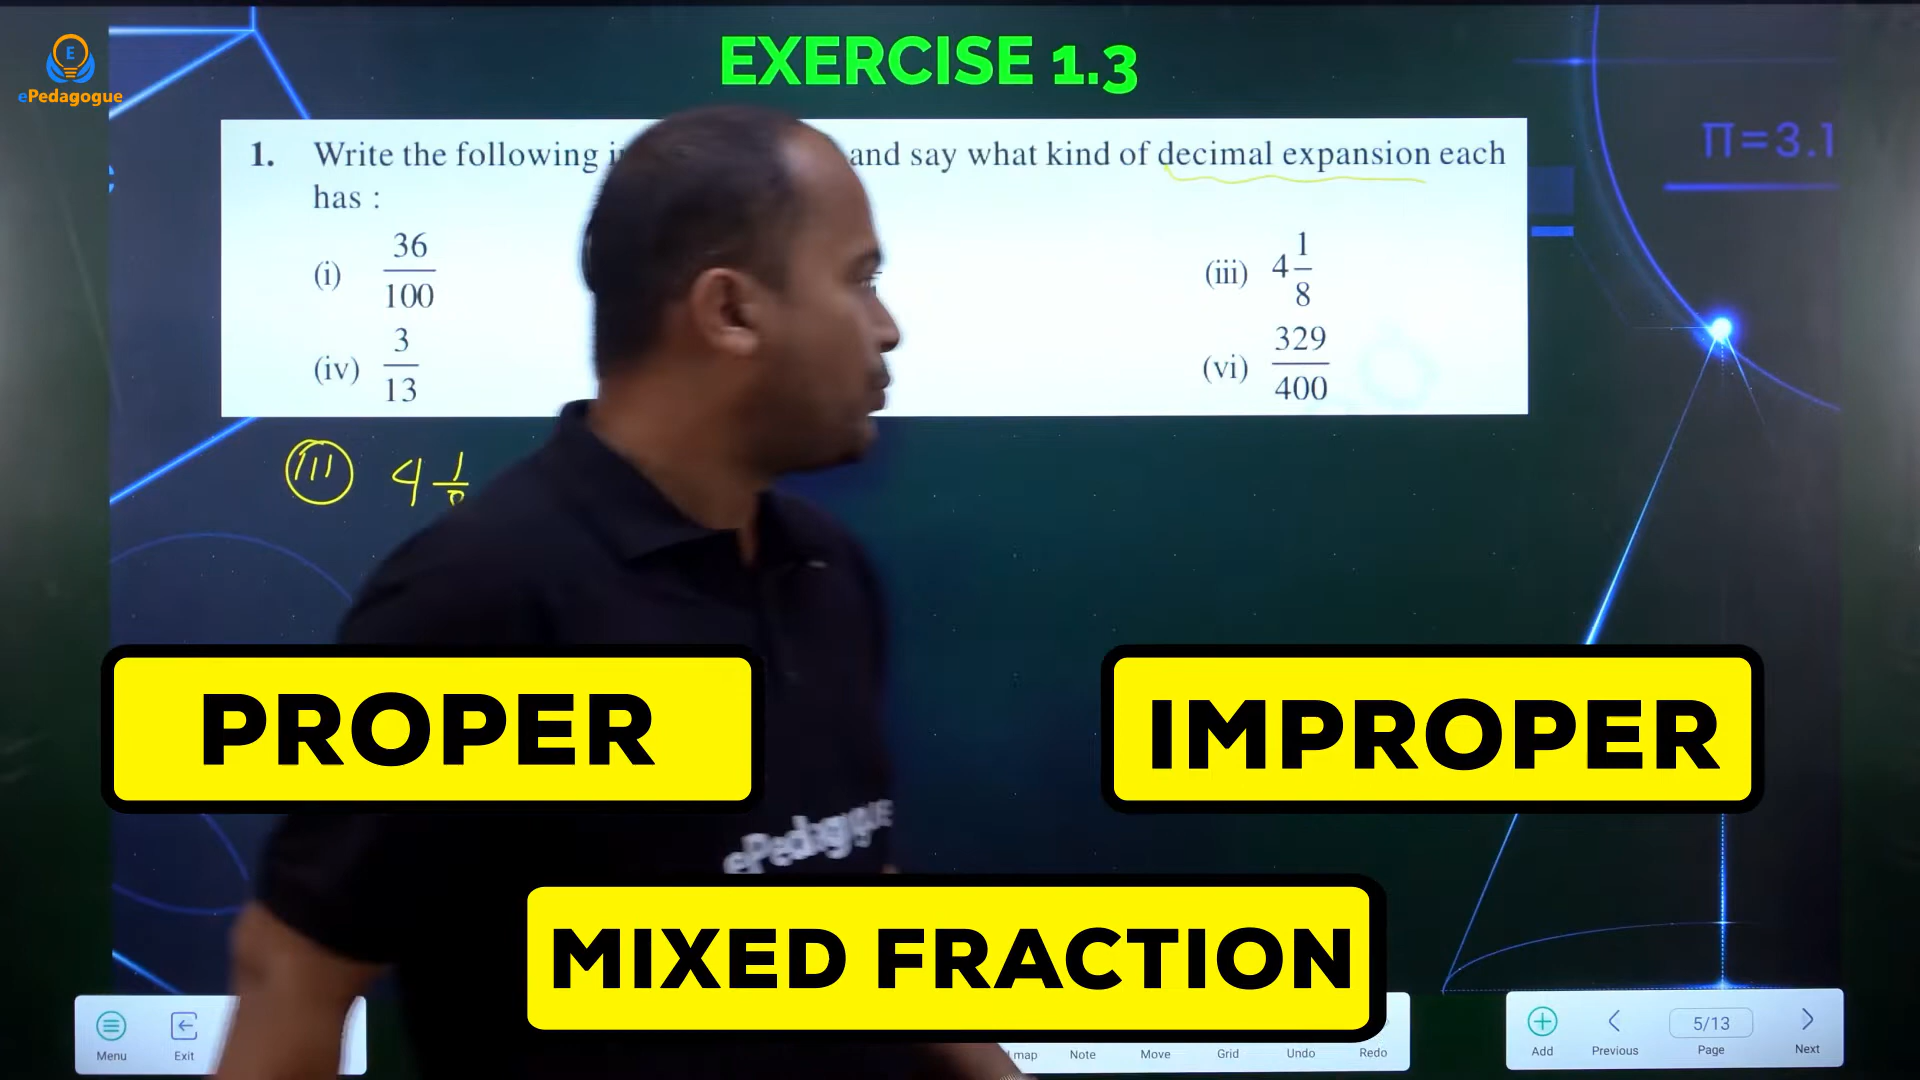 E
ePedagogue
EXERCISE 1.3
Π=3.1
1. Write the following and say what kind of decimal expansion each
has :
(i) 36/100
(iii) 4 1/8
(iv) 3/13
(vi) 329/400
(iii) 4 1/8
PROPER
IMPROPER
ePedagogue
MIXED FRACTION
Menu
Exit
map
Note
Move
Grid
Undo
Redo
Add
Previous
5/13
Page
Next